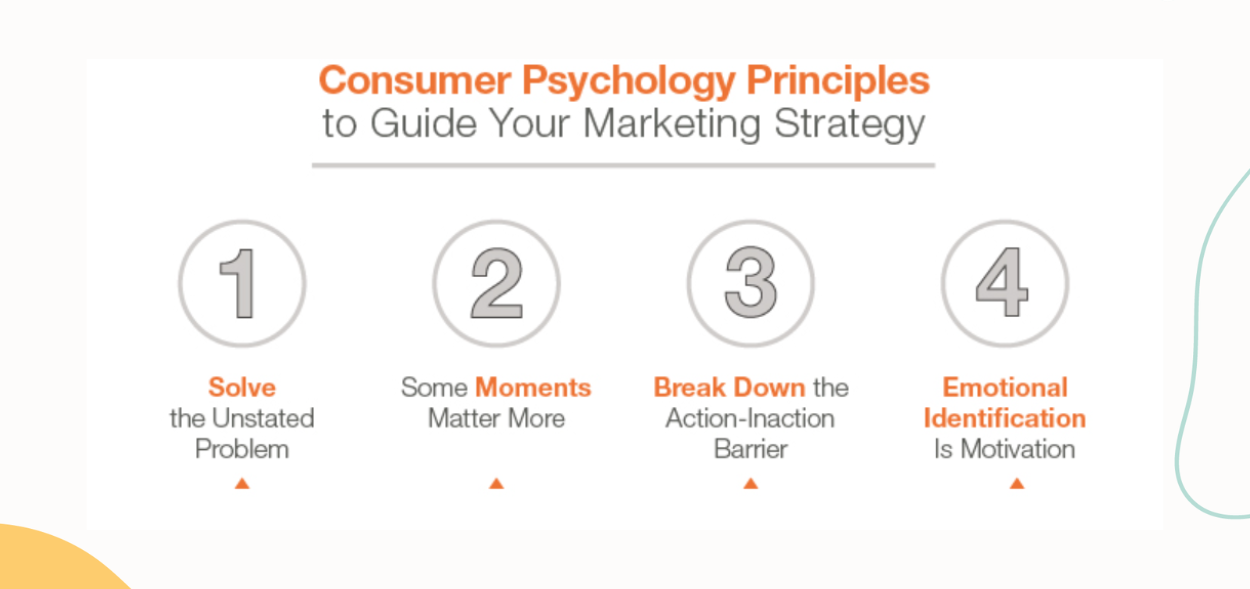 Consumer Psychology Principles
to Guide Your Marketing Strategy
1
Solve
the Unstated
Problem
2
Some Moments
Matter More
3
Break Down the
Action-Inaction
Barrier
4
Emotional
Identification
Is Motivation